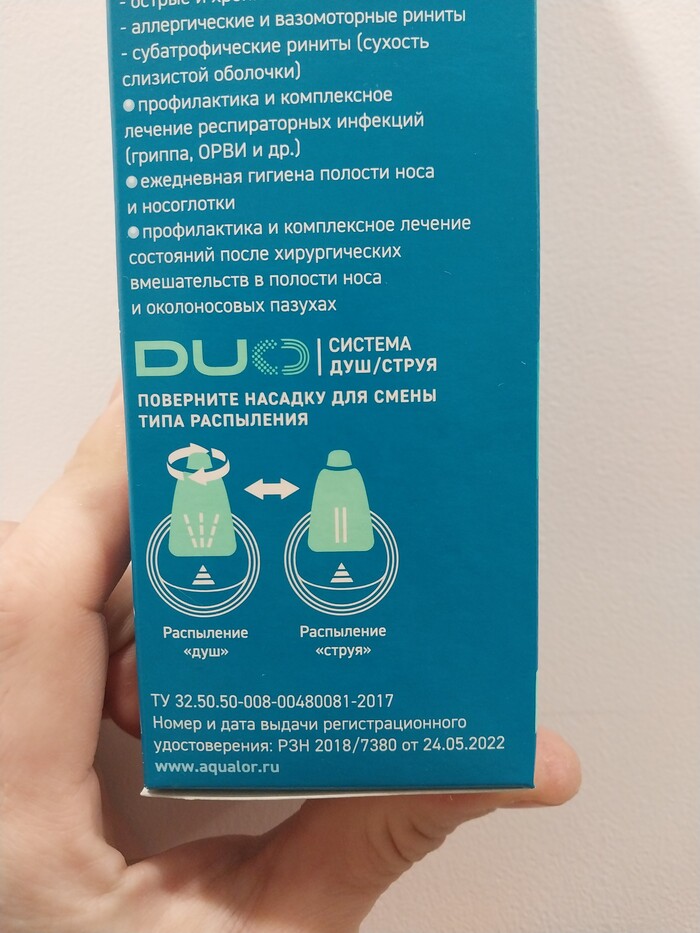 - острые и
- аллергические и вазомоторные риниты
- субатрофические риниты (сухость
слизистой оболочки)
профилактика и комплексное
лечение респираторных инфекций
(гриппа, ОРВИ и др.)
ежедневная гигиена полости носа
и носоглотки
профилактика и комплексное лечение
состояний после хирургических
вмешательств в полости носа
и околоносовых пазухах
DUO | СИСТЕМА
ДУШ/СТРУЯ
ПОВЕРНИТЕ НАСАДКУ ДЛЯ СМЕНЫ
ТИПА РАСПЫЛЕНИЯ
Распыление
«душ»
Распыление
«струя»
ТУ 32.50.50-008-00480081-2017
Номер и дата выдачи регистрационного
удостоверения: РЗН 2018/7380 от 24.05.2022
www.aqualor.ru